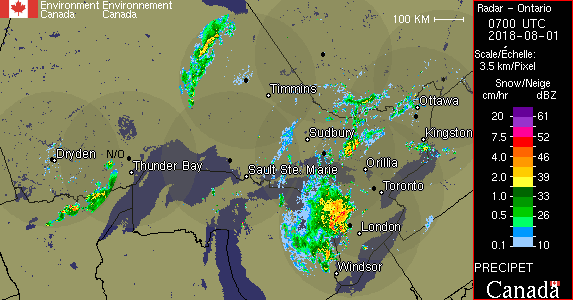 Environment Environnement
Canada Canada
100 KM
Timmins
Ottawa
Sudbury
Kingston
Dryden
N/O
Thunder Bay
Sault Ste. Marie
Orillia
Toronto
London
Windsor
Radar - Ontario
0700 UTC
2018-08-01
Scale/Échelle:
3.5 km/Pixel
Snow/Neige
cm/hr dBZ
20 61
7.5 57
5.0 52
4.0 46
2.0 39
1.0 33
0.5 26
0.1 10
PRECIPET
Canada